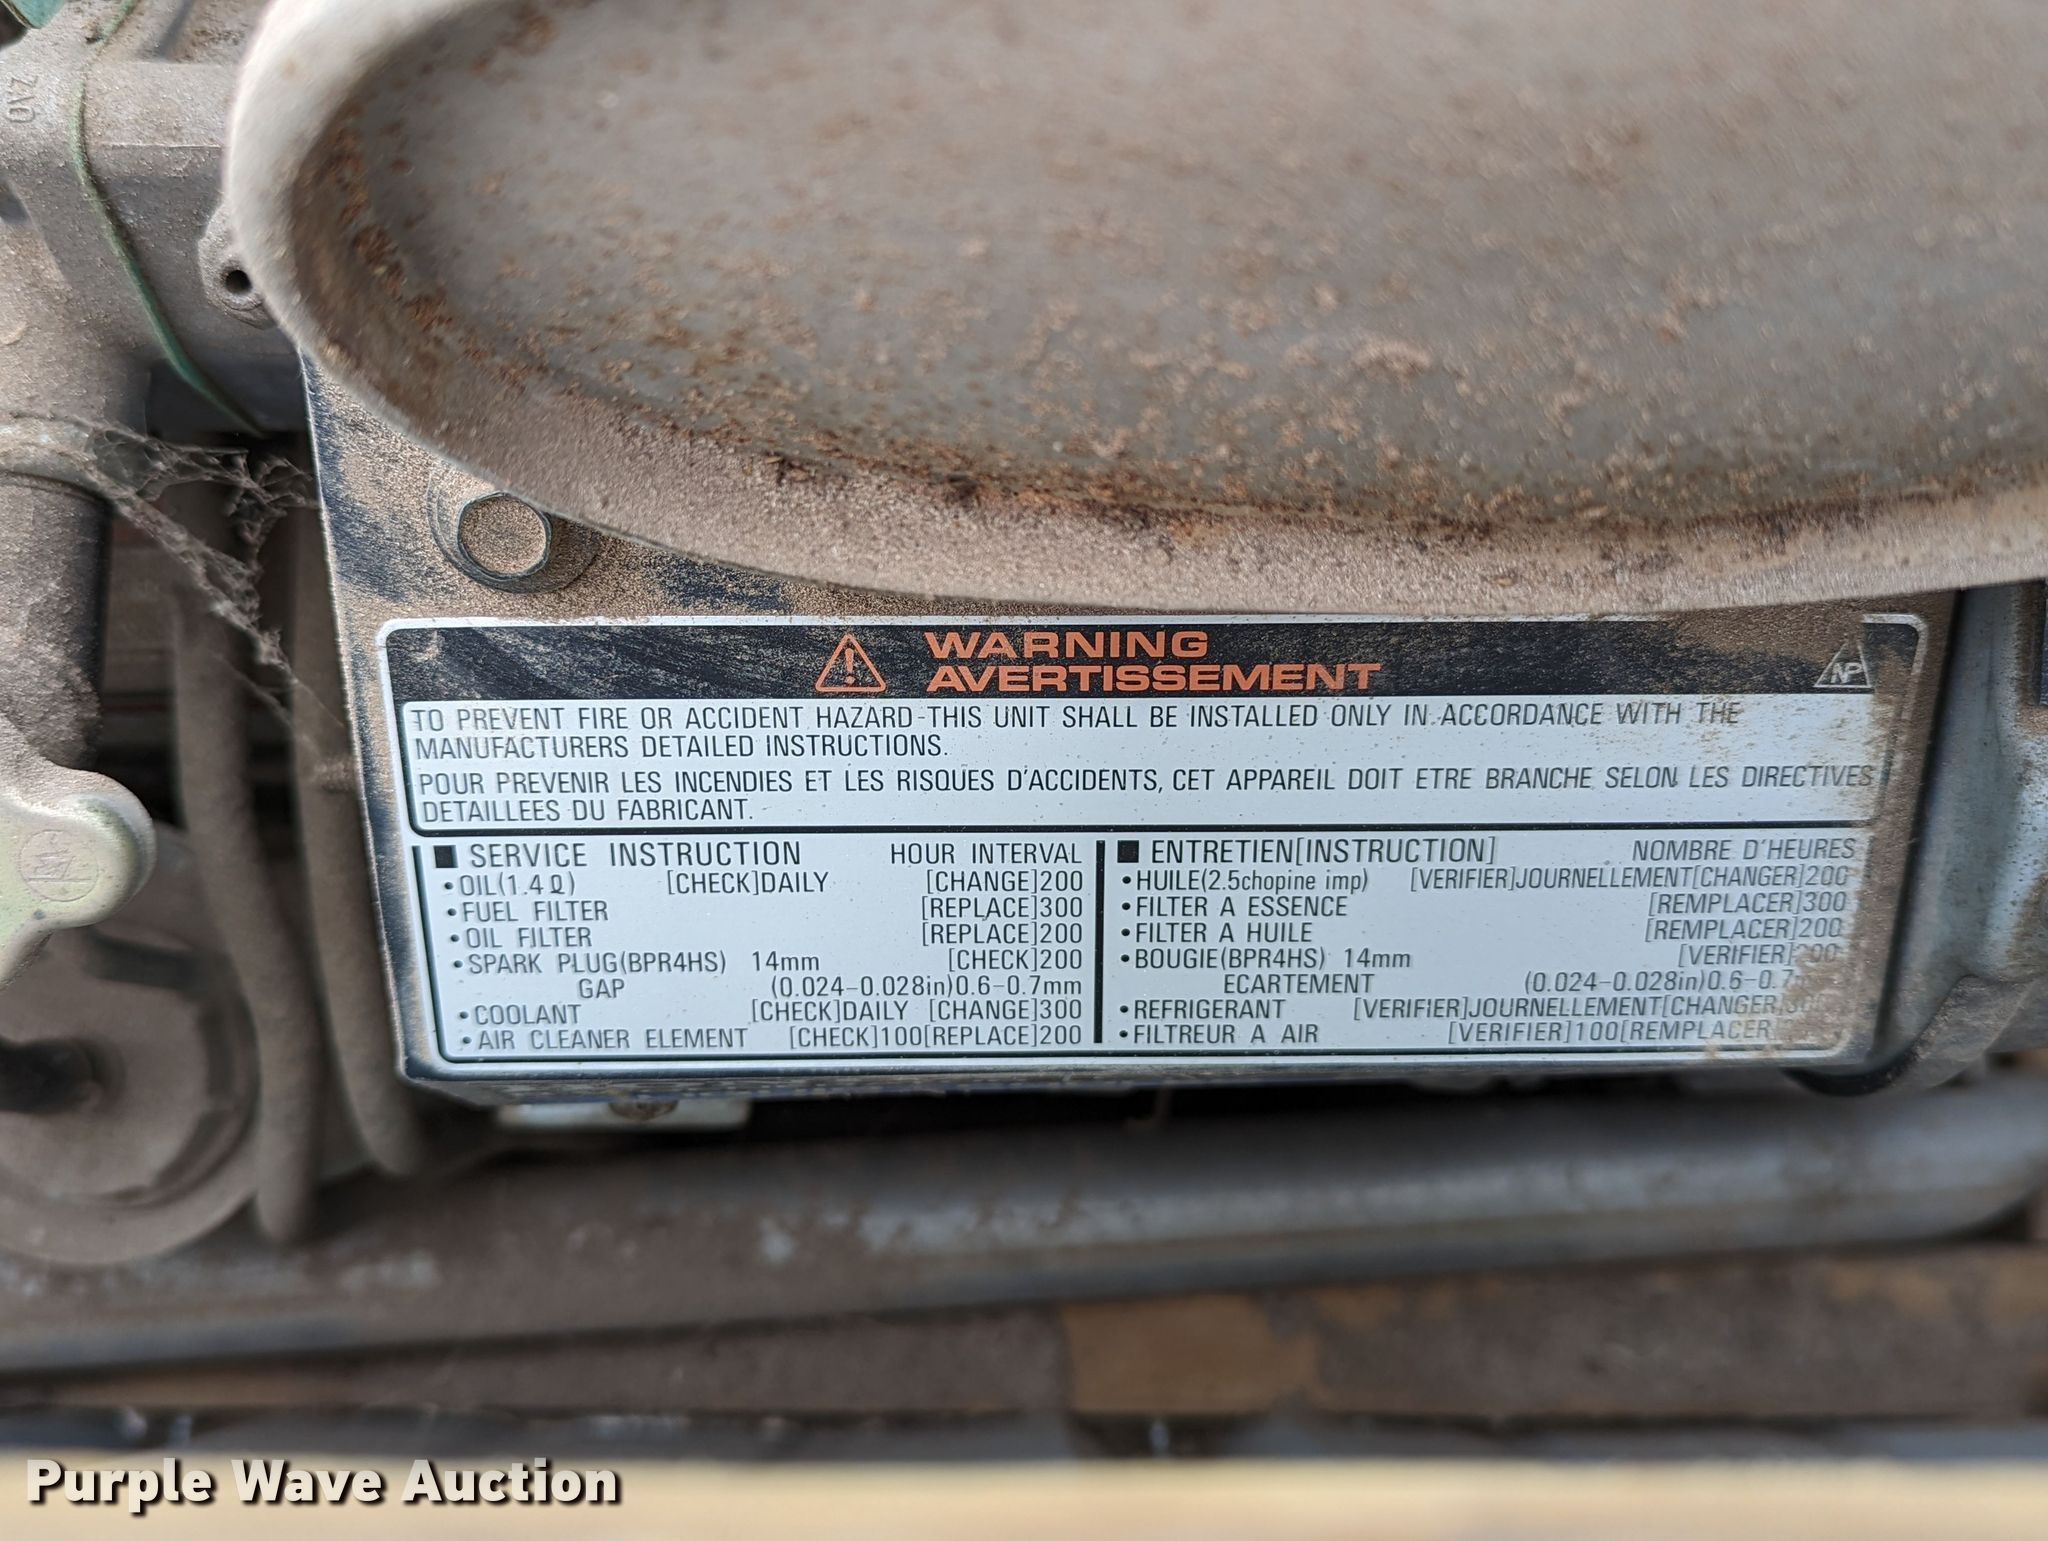 ZAO
WARNING
AVERTISSEMENT
NP
TO PREVENT FIRE OR ACCIDENT HAZARD-THIS UNIT SHALL BE INSTALLED ONLY IN ACCORDANCE WITH THE
MANUFACTURERS DETAILED INSTRUCTIONS.
POUR PREVENIR LES INCENDIES ET LES RISQUES D'ACCIDENTS, CET APPAREIL DOIT ETRE BRANCHE SELON LES DIRECTIVES
DETAILLEES DU FABRICANT.
■ SERVICE INSTRUCTION HOUR INTERVAL
•OIL(1.4ℓ) [CHECK]DAILY [CHANGE]200
•FUEL FILTER [REPLACE]300
•OIL FILTER [REPLACE]200
•SPARK PLUG(BPR4HS) 14mm [CHECK]200
GAP (0.024-0.028in)0.6-0.7mm
•COOLANT [CHECK]DAILY [CHANGE]300
•AIR CLEANER ELEMENT [CHECK]100[REPLACE]200
■ ENTRETIEN[INSTRUCTION] NOMBRE D'HEURES
•HUILE(2.5chopine imp) [VERIFIER]JOURNELLEMENT[CHANGER]200
•FILTER A ESSENCE [REMPLACER]300
•FILTER A HUILE [REMPLACER]200
•BOUGIE(BPR4HS) 14mm [VERIFIER]200
ECARTEMENT (0.024-0.028in)0.6-0.7m
•REFRIGERANT [VERIFIER]JOURNELLEMENT[CHANGER]300
•FILTREUR A AIR [VERIFIER]100[REMPLACER
Purple Wave Auction